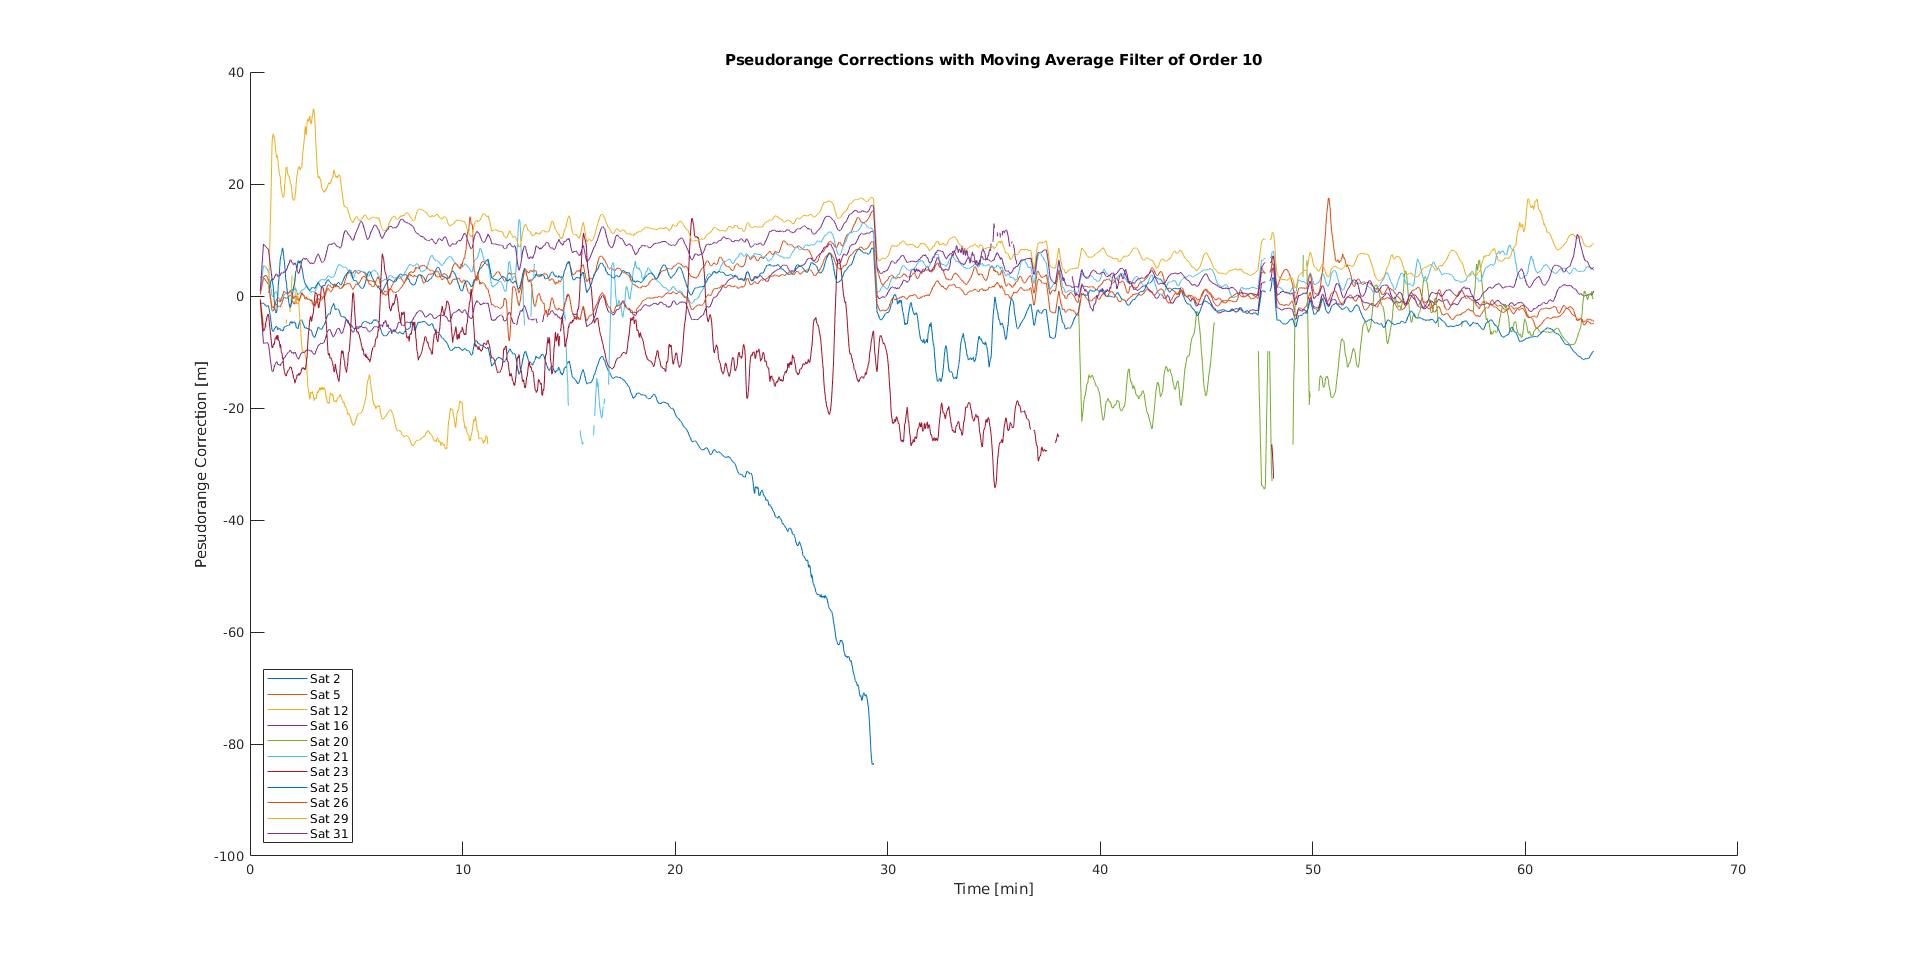 Pseudorange Corrections with Moving Average Filter of Order 10
40
20
0
-20
-40
-60
-80
-100
Pesudorange Correction [m]
Sat 2
Sat 5
Sat 12
Sat 16
Sat 20
Sat 21
Sat 23
Sat 25
Sat 26
Sat 29
Sat 31
0 10 20 30 40 50 60 70
Time [min]